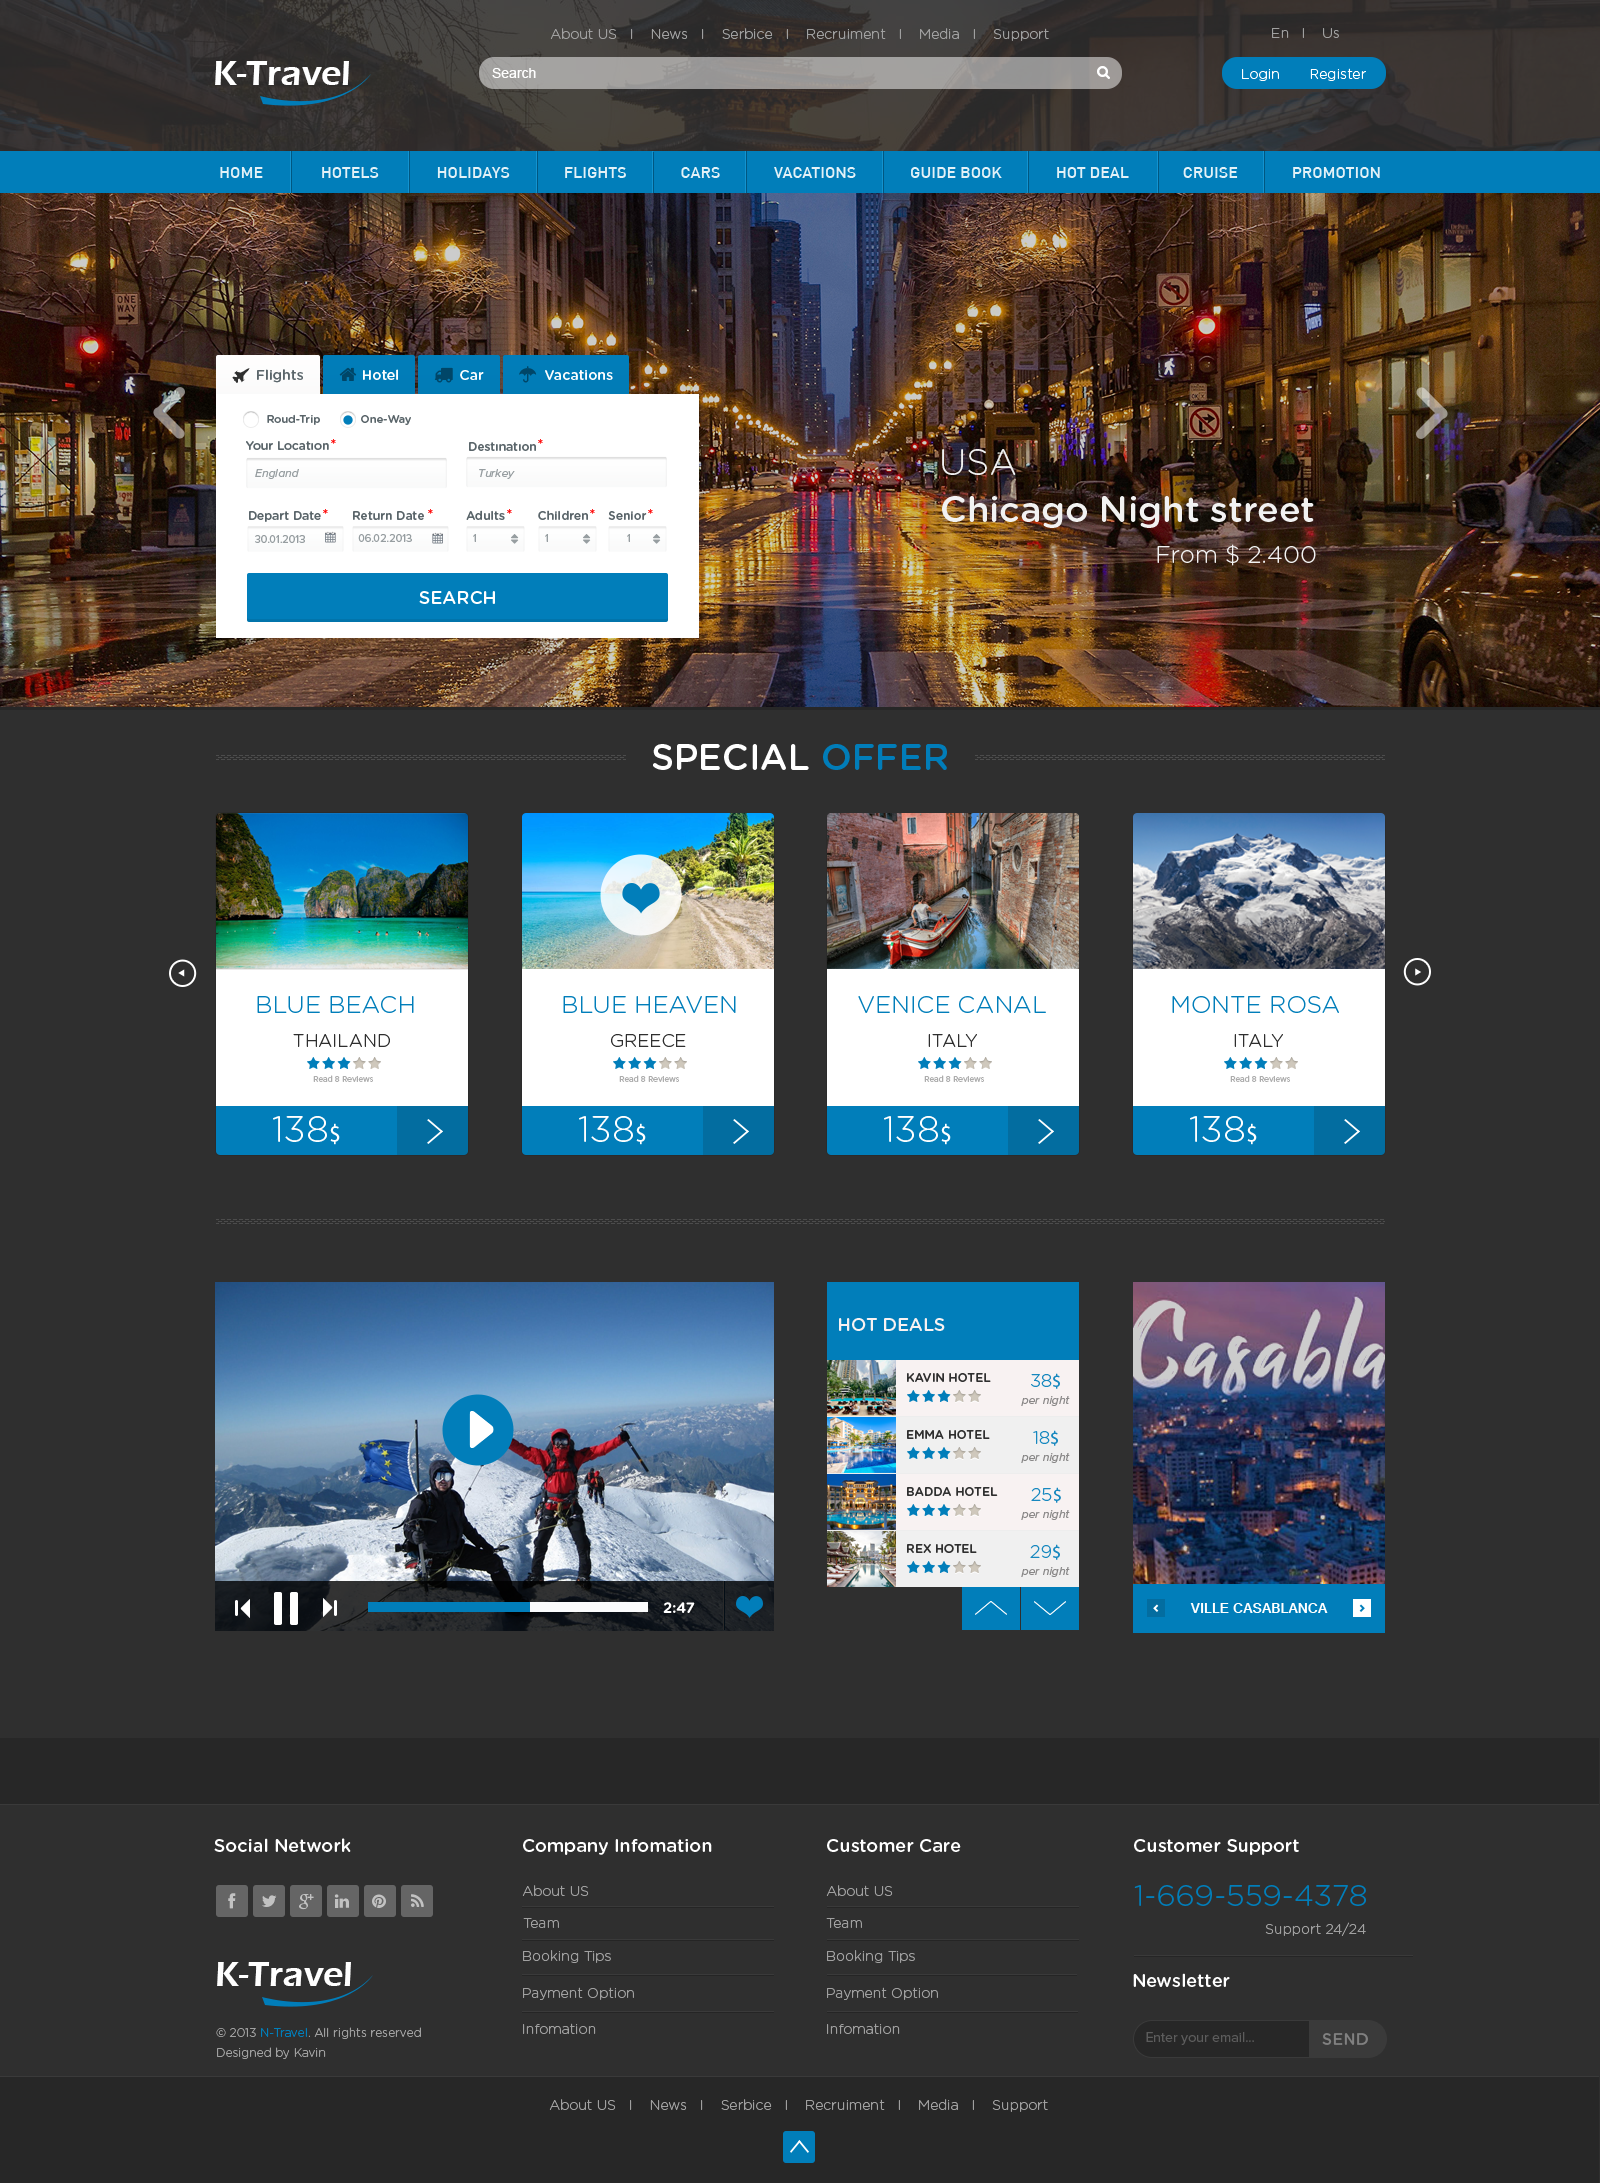 About US | News | Serbice | Recruiment | Media | Support
En | Us
K-Travel
Search
Login Register
HOME HOTELS HOLIDAYS FLIGHTS CARS VACATIONS GUIDE BOOK HOT DEAL CRUISE PROMOTION
ONE WAY
Flights Hotel Car Vacations
Roud-Trip One-Way
Your Location* Destination*
England Turkey
Depart Date* Return Date * Adults* Children* Senior*
30.01.2013 06.02.2013 1 1 1
SEARCH
USA
Chicago Night street
From $ 2.400
SPECIAL OFFER
BLUE BEACH
THAILAND
Read 8 Reviews
138$
BLUE HEAVEN
GREECE
Read 8 Reviews
138$
VENICE CANAL
ITALY
Read 8 Reviews
138$
MONTE ROSA
ITALY
Read 8 Reviews
138$
2:47
HOT DEALS
KAVIN HOTEL 38$
per night
EMMA HOTEL 18$
per night
BADDA HOTEL 25$
per night
REX HOTEL 29$
per night
Casabla
VILLE CASABLANCA
Social Network
K-Travel
© 2013 N-Travel. All rights reserved
Designed by Kavin
Company Infomation
About US
Team
Booking Tips
Payment Option
Infomation
Customer Care
About US
Team
Booking Tips
Payment Option
Infomation
Customer Support
1-669-559-4378
Support 24/24
Newsletter
Enter your email... SEND
About US | News | Serbice | Recruiment | Media | Support